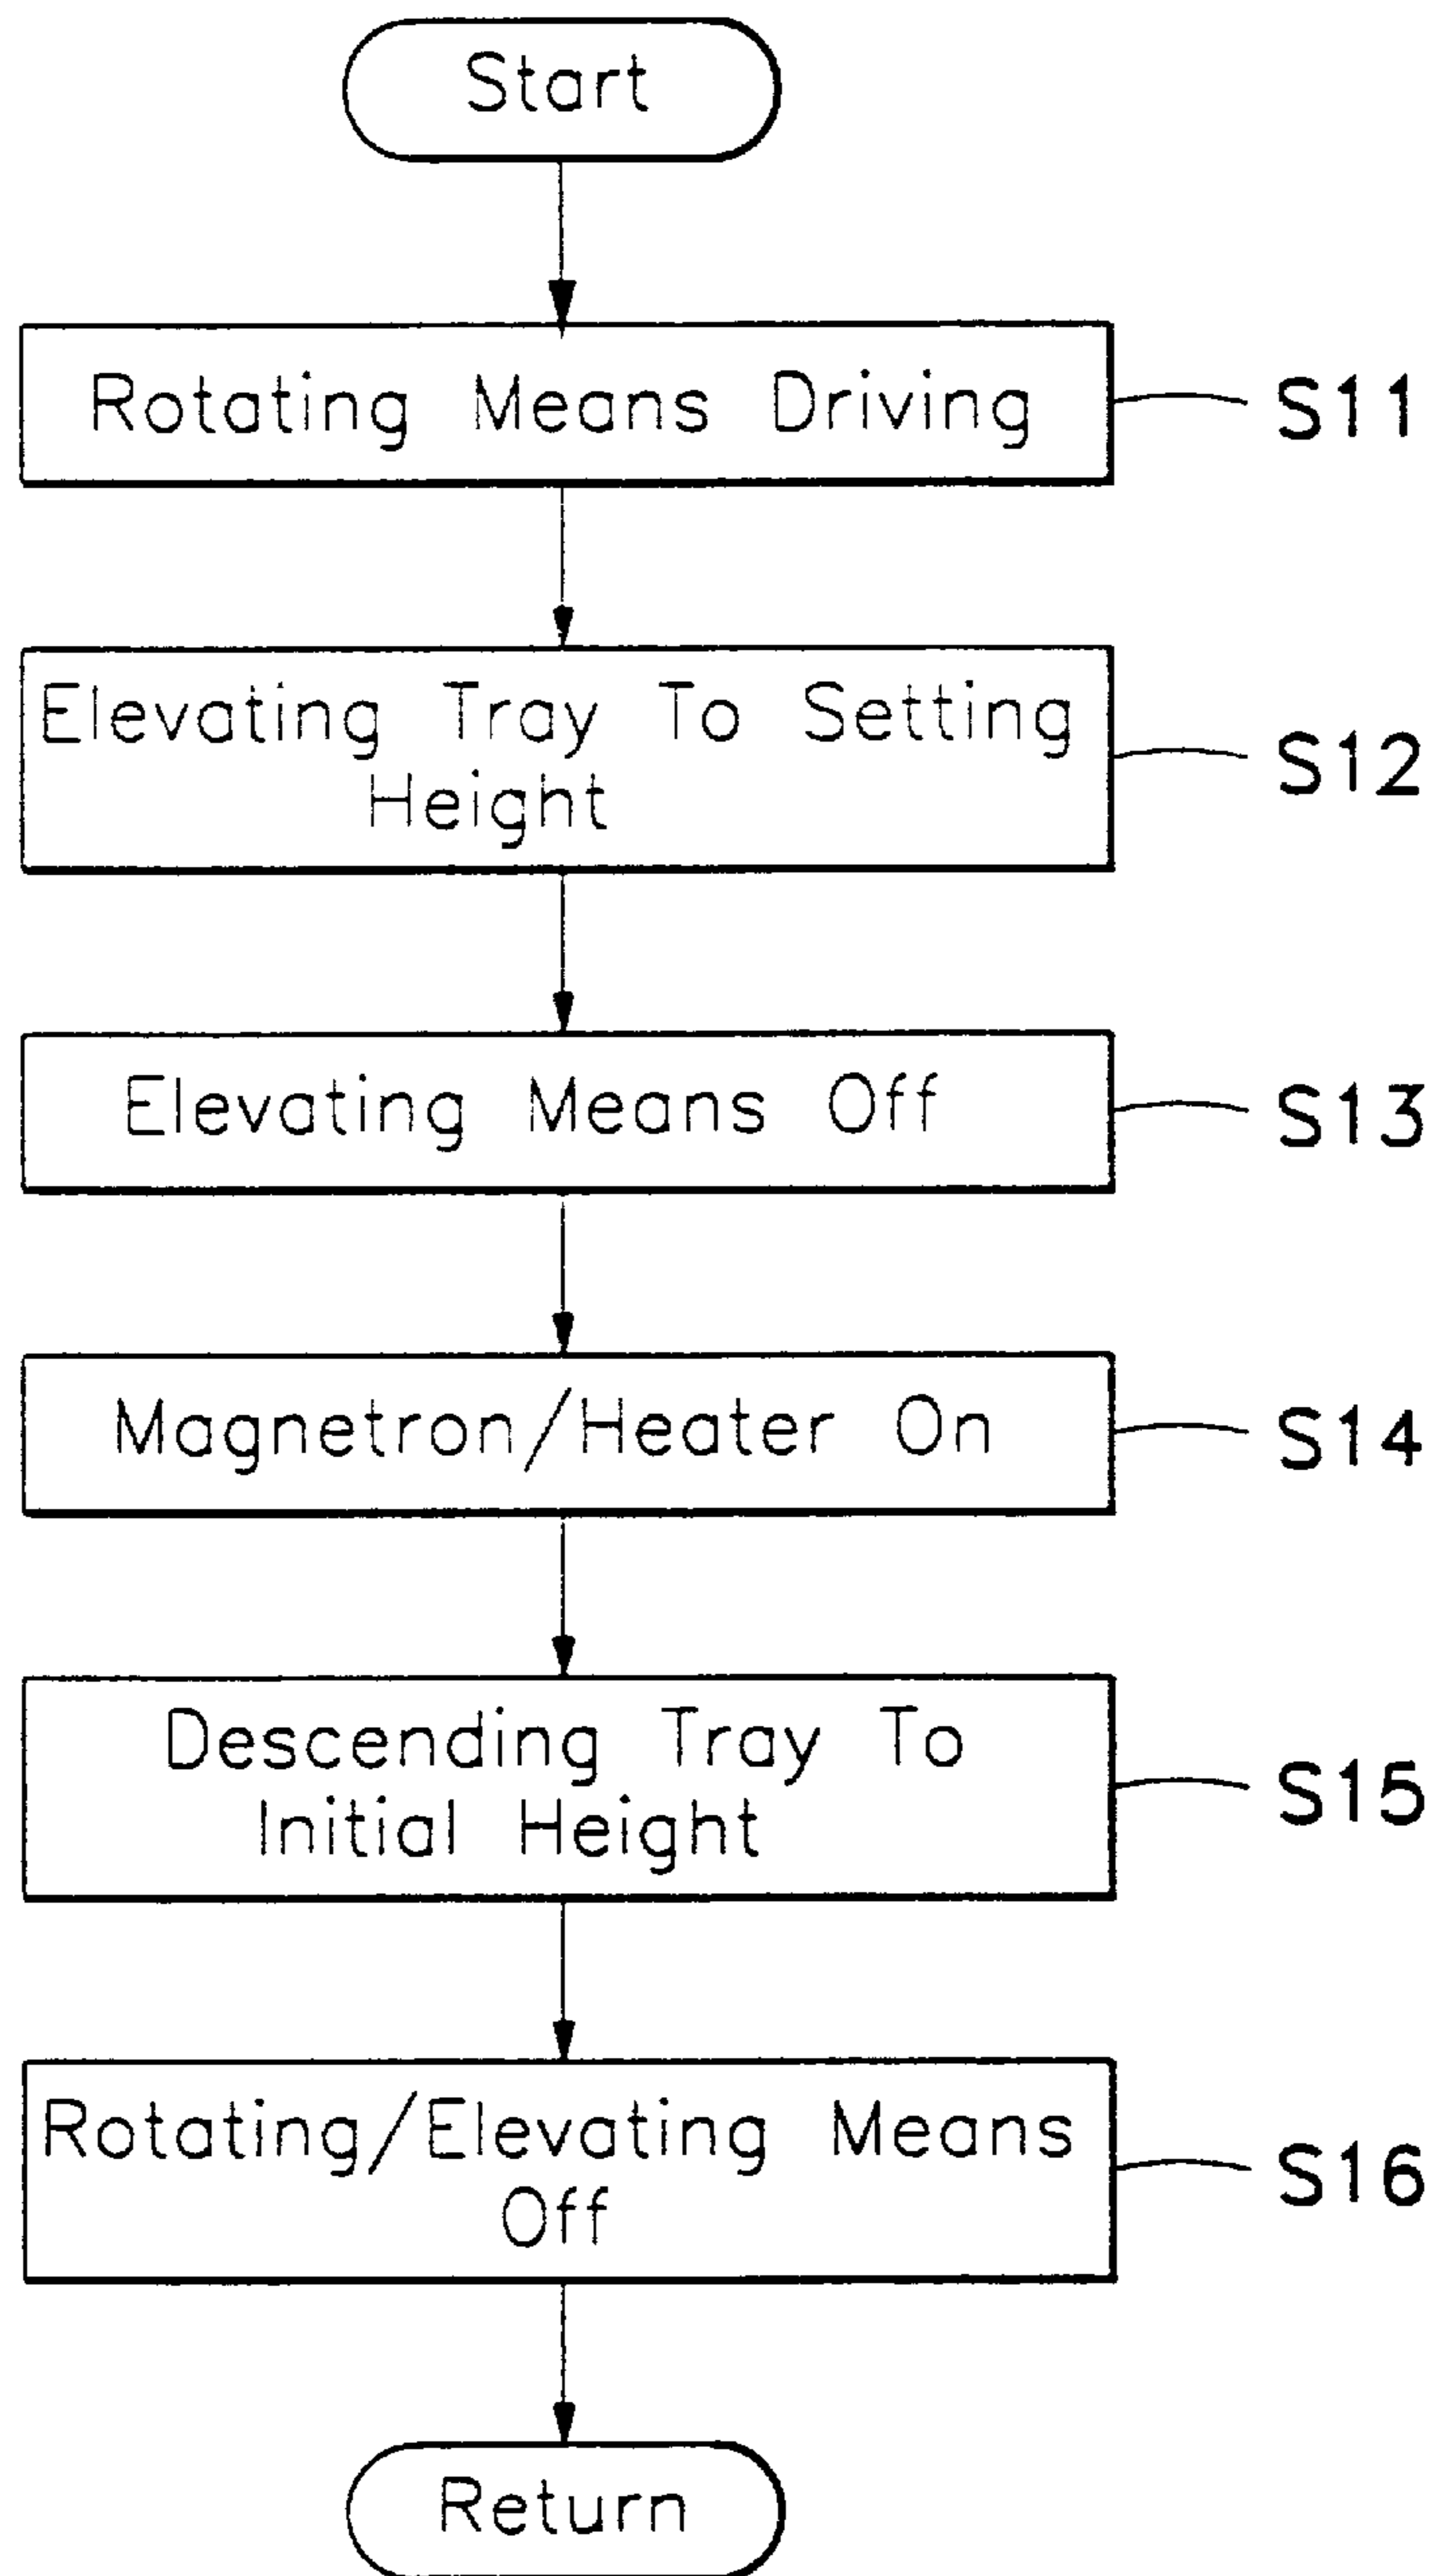 Start
Rotating Means Driving
S11
Elevating Tray To Setting
Height
S12
Elevating Means Off
S13
Magnetron/Heater On
S14
Descending Tray To
Initial Height
S15
Rotating/Elevating Means
Off
S16
Return